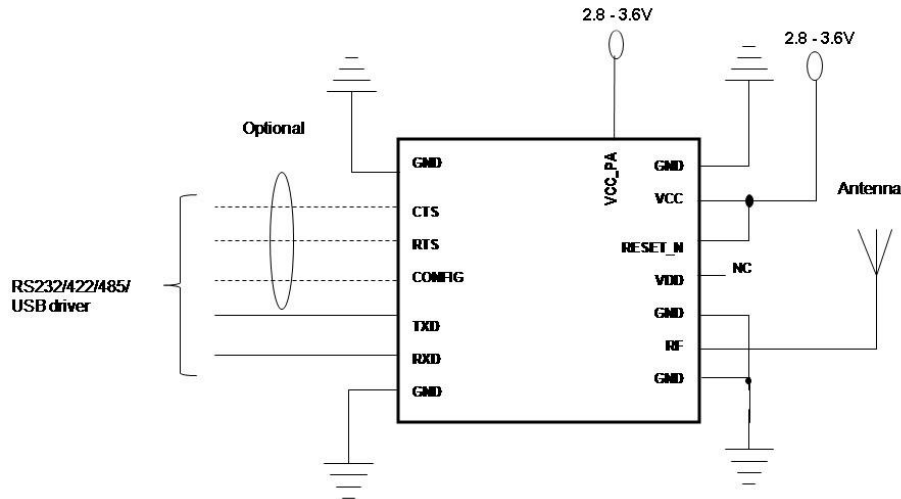 2.8 - 3.6V
2.8 - 3.6V
Optional
GND
CTS
RTS
CONFIG
TXD
RXD
GND
RS232/422/485/
USB driver
VCC_PA
GND
VCC
RESET_N
VDD
NC
GND
RF
GND
Antenna